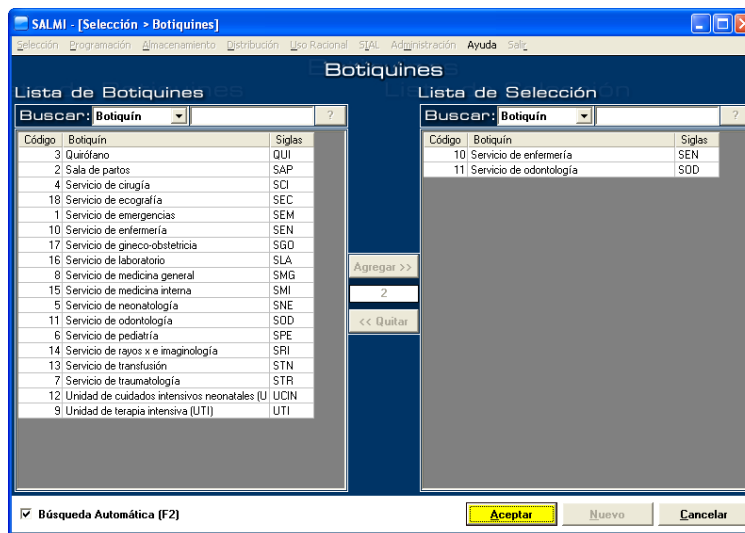 SALMI - [Selección > Botiquines]
Selección Programación Almacenamiento Distribución Uso Racional SIAL Administración Ayuda Salir
Botiquines
Lista de Botiquines
Buscar: Botiquín ?
Código Botiquín Siglas
3 Quirófano QUI
2 Sala de partos SAP
4 Servicio de cirugía SCI
18 Servicio de ecografía SEC
1 Servicio de emergencias SEM
10 Servicio de enfermería SEN
17 Servicio de gineco-obstetricia SGO
16 Servicio de laboratorio SLA
8 Servicio de medicina general SMG
15 Servicio de medicina interna SMI
5 Servicio de neonatología SNE
11 Servicio de odontología SOD
6 Servicio de pediatría SPE
14 Servicio de rayos x e imaginología SRI
13 Servicio de transfusión STN
7 Servicio de traumatología STR
12 Unidad de cuidados intensivos neonatales (U UCIN
9 Unidad de terapia intensiva (UTI) UTI
Agregar >>
2
<< Quitar
Lista de Selección
Buscar: Botiquín ?
Código Botiquín Siglas
10 Servicio de enfermería SEN
11 Servicio de odontología SOD
Búsqueda Automática (F2)
Aceptar Nuevo Cancelar